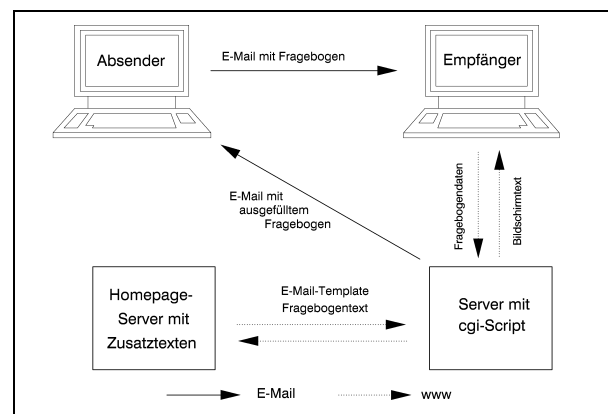 Absender
E-Mail mit Fragebogen
Empfänger
E-Mail mit
ausgefülltem
Fragebogen
Fragebogendaten
Bildschirmtext
Homepage-
Server mit
Zusatztexten
E-Mail-Template
Fragebogentext
Server mit
cgi-Script
E-Mail
www